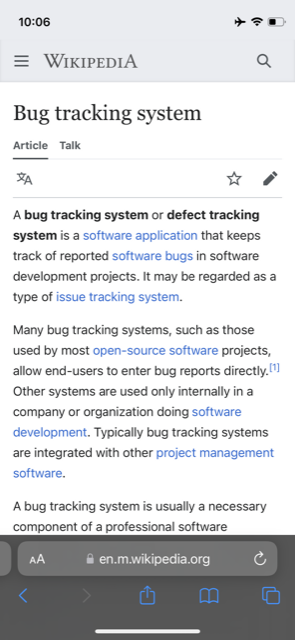 10:06
WIKIPEDIA
Bug tracking system
Article Talk
A bug tracking system or defect tracking
system is a software application that keeps
track of reported software bugs in software
development projects. It may be regarded as a
type of issue tracking system.
Many bug tracking systems, such as those
used by most open-source software projects,
allow end-users to enter bug reports directly.[1]
Other systems are used only internally in a
company or organization doing software
development. Typically bug tracking systems
are integrated with other project management
software.
A bug tracking system is usually a necessary
component of a professional software
AA en.m.wikipedia.org